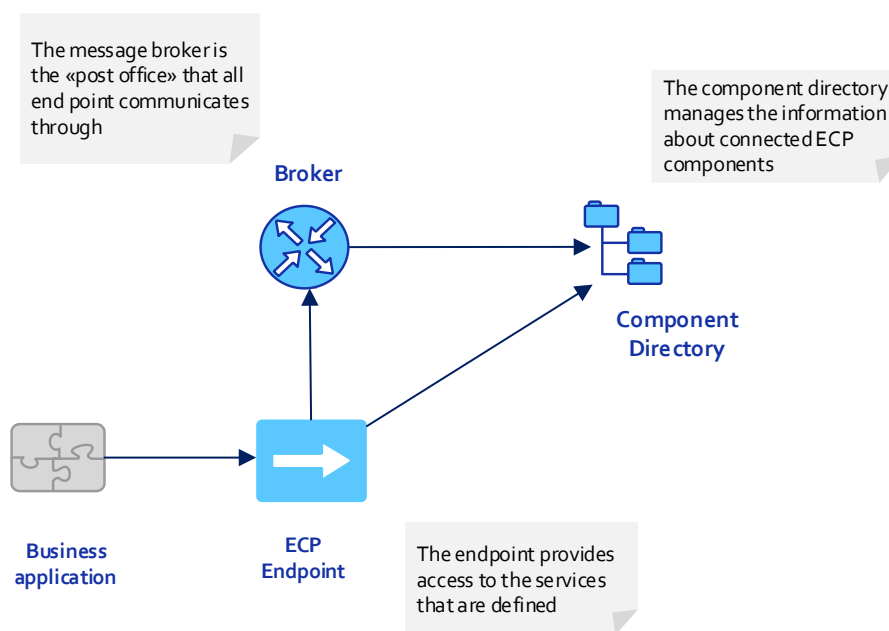 The message broker is
the «post office» that all
end point communicates
through
The component directory
manages the information
about connected ECP
components
Broker
Component
Directory
Business
application
ECP
Endpoint
The endpoint provides
access to the services
that are defined